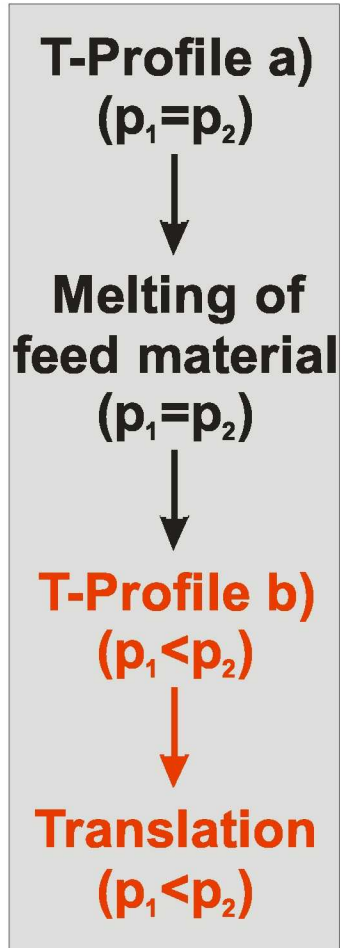 T-Profile a)
(p₁=p₂)
Melting of
feed material
(p₁=p₂)
T-Profile b)
(p₁<p₂)
Translation
(p₁<p₂)